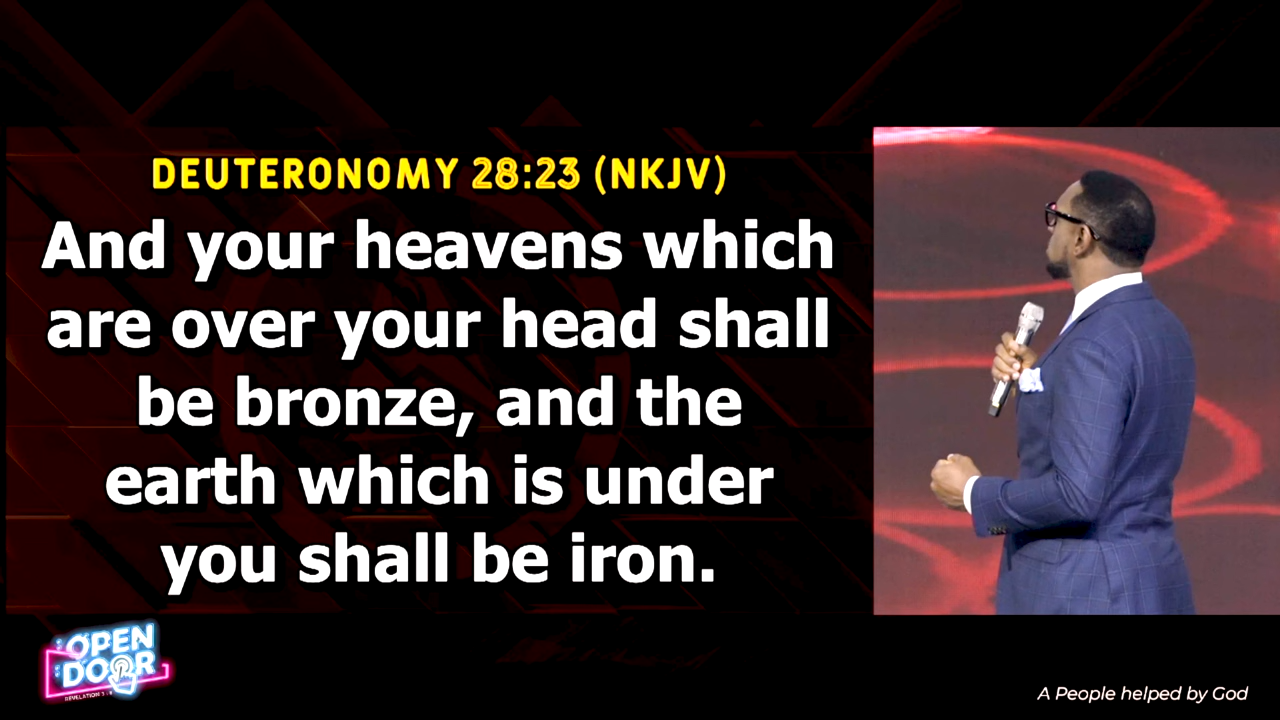 DEUTERONOMY 28:23 (NKJV)
And your heavens which
are over your head shall
be bronze, and the
earth which is under
you shall be iron.
OPEN
DOOR
A People helped by God